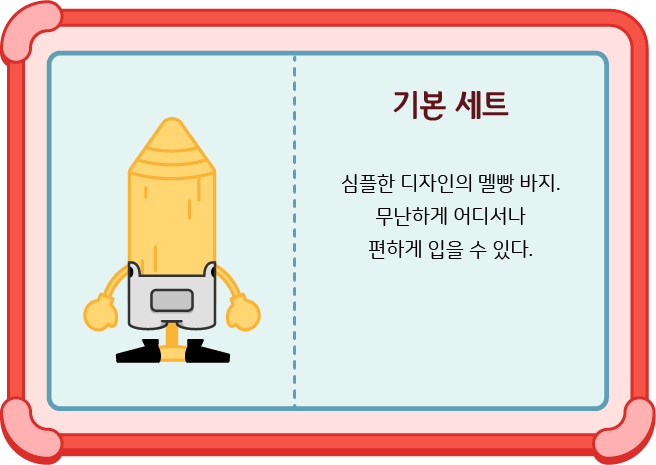 기본 세트
심플한 디자인의 멜빵 바지.
무난하게 어디서나
편하게 입을 수 있다.